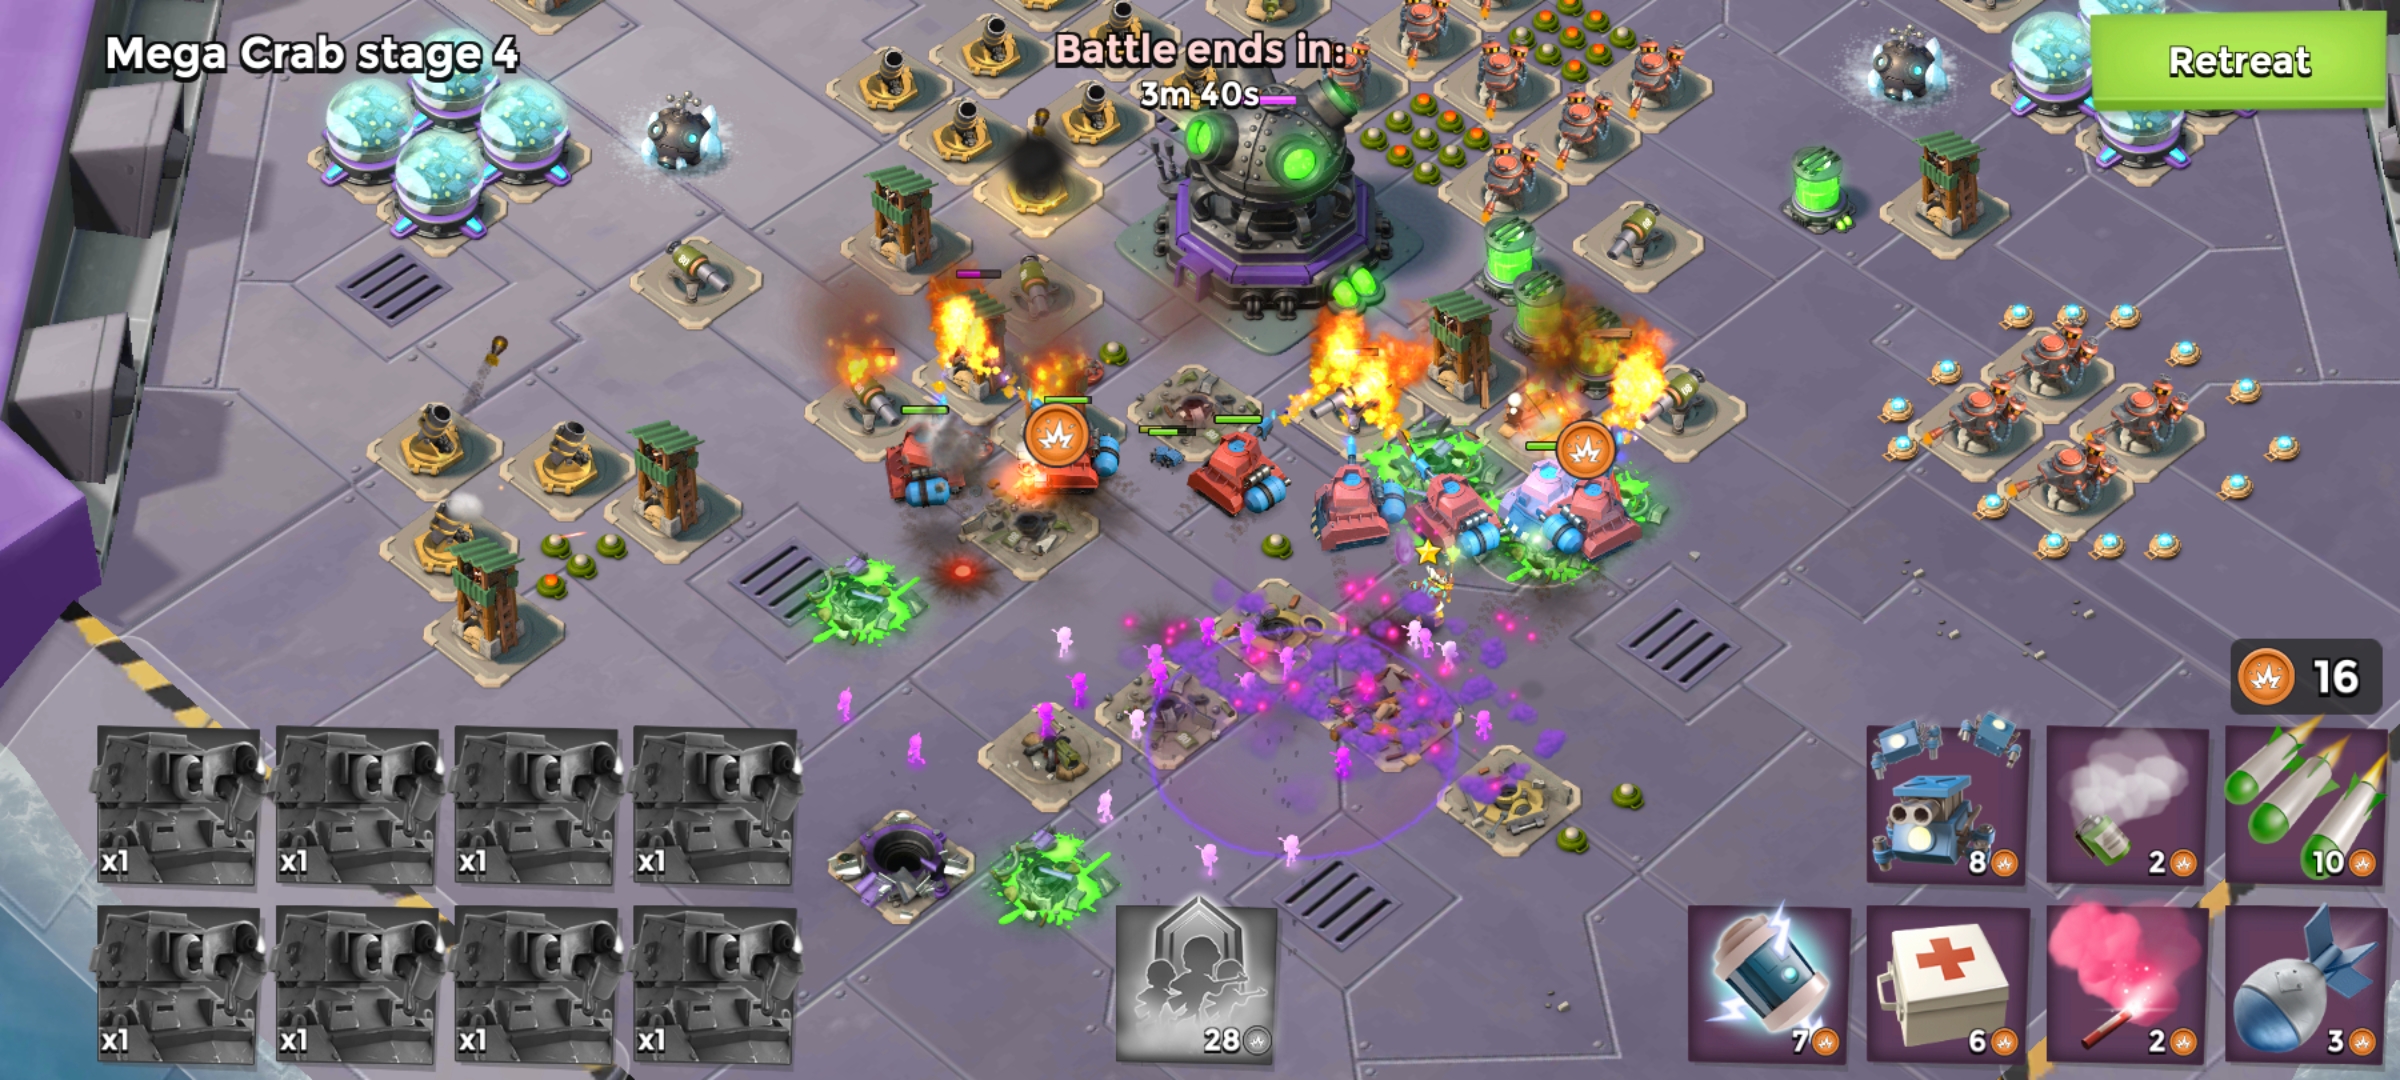 Mega Crab stage 4
Battle ends in:
3m 40s
Retreat
16
x1
x1
x1
x1
8
2
10
x1
x1
x1
x1
28
7
6
2
3